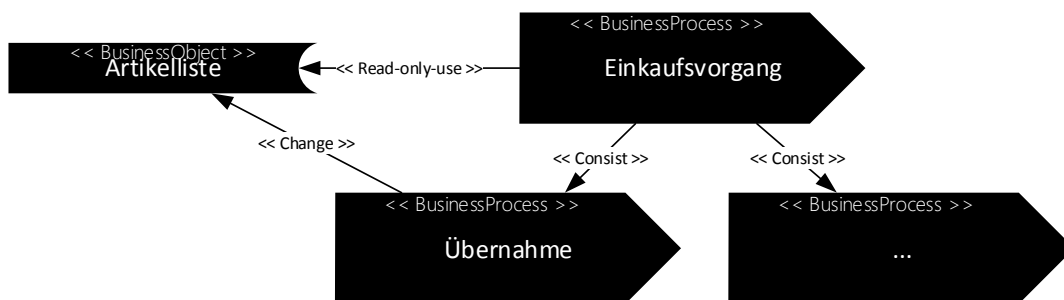 << BusinessProcess >>
<< BusinessObject >>
Artikelliste
<< Read-only-use >>
Einkaufsvorgang
<< Change >>
<< Consist >>
<< Consist >>
<< BusinessProcess >>
<< BusinessProcess >>
Übernahme
...